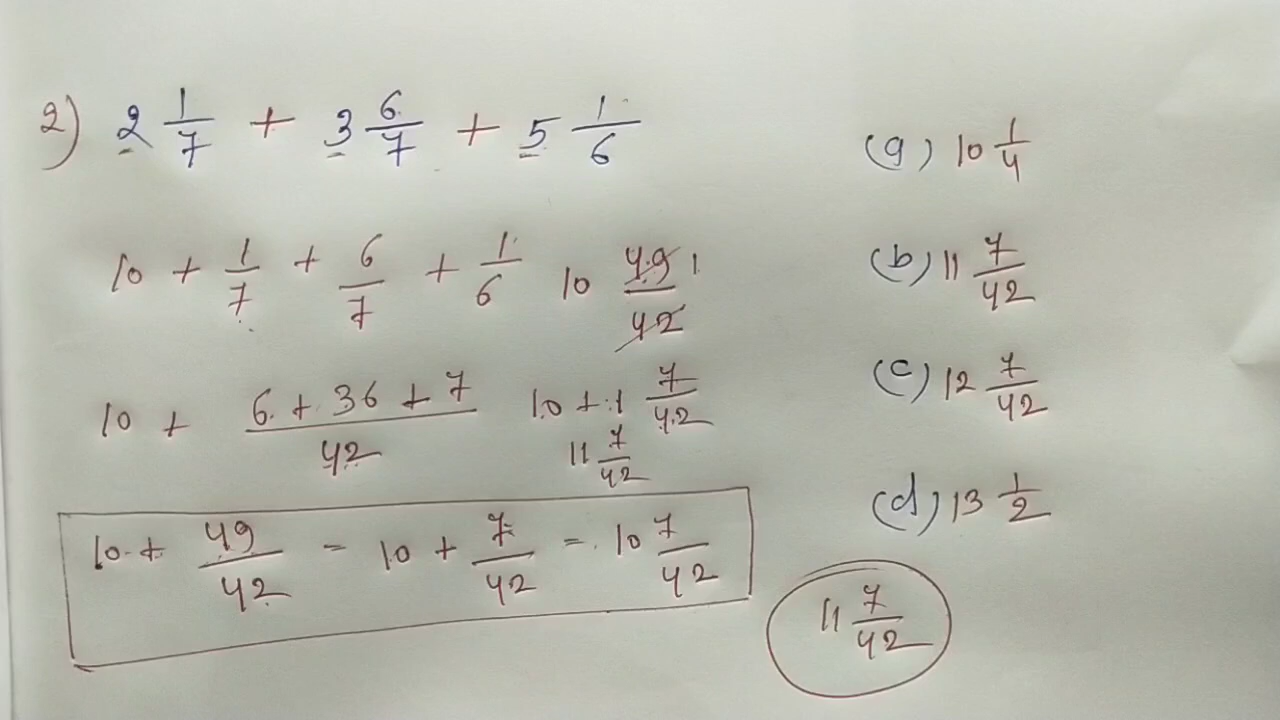 2) 2 1/7 + 3 6/7 + 5 1/6
10 + 1/7 + 6/7 + 1/6
10 + (6 + 36 + 7)/42
10 49/42 1
10 + 1 7/42
11 7/42
10 + 49/42 - 10 + 7/42 = 10 7/42
(a) 10 1/4
(b) 11 7/42
(c) 12 7/42
(d) 13 1/2
11 7/42